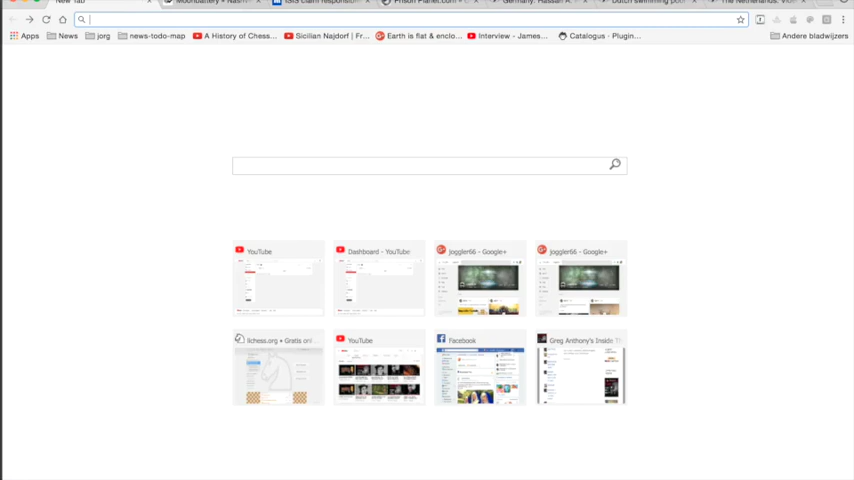 New Tab
Moonbattery • Nasm
ISIS claim responsib
Prison Planet.com •
Germany: Hassan A.
Dutch swimming pool
The Netherlands: Vid
Apps News jorg news-todo-map A History of Chess... Sicilian Najdorf | Fr... Earth is flat & enclo... Interview - James... Catalogus - Plugin... Andere bladwijzers
YouTube
Dashboard - YouTube
joggler66 - Google+
joggler66 - Google+
lichess.org • Gratis onl...
YouTube
Facebook
Greg Anthony's Inside Th